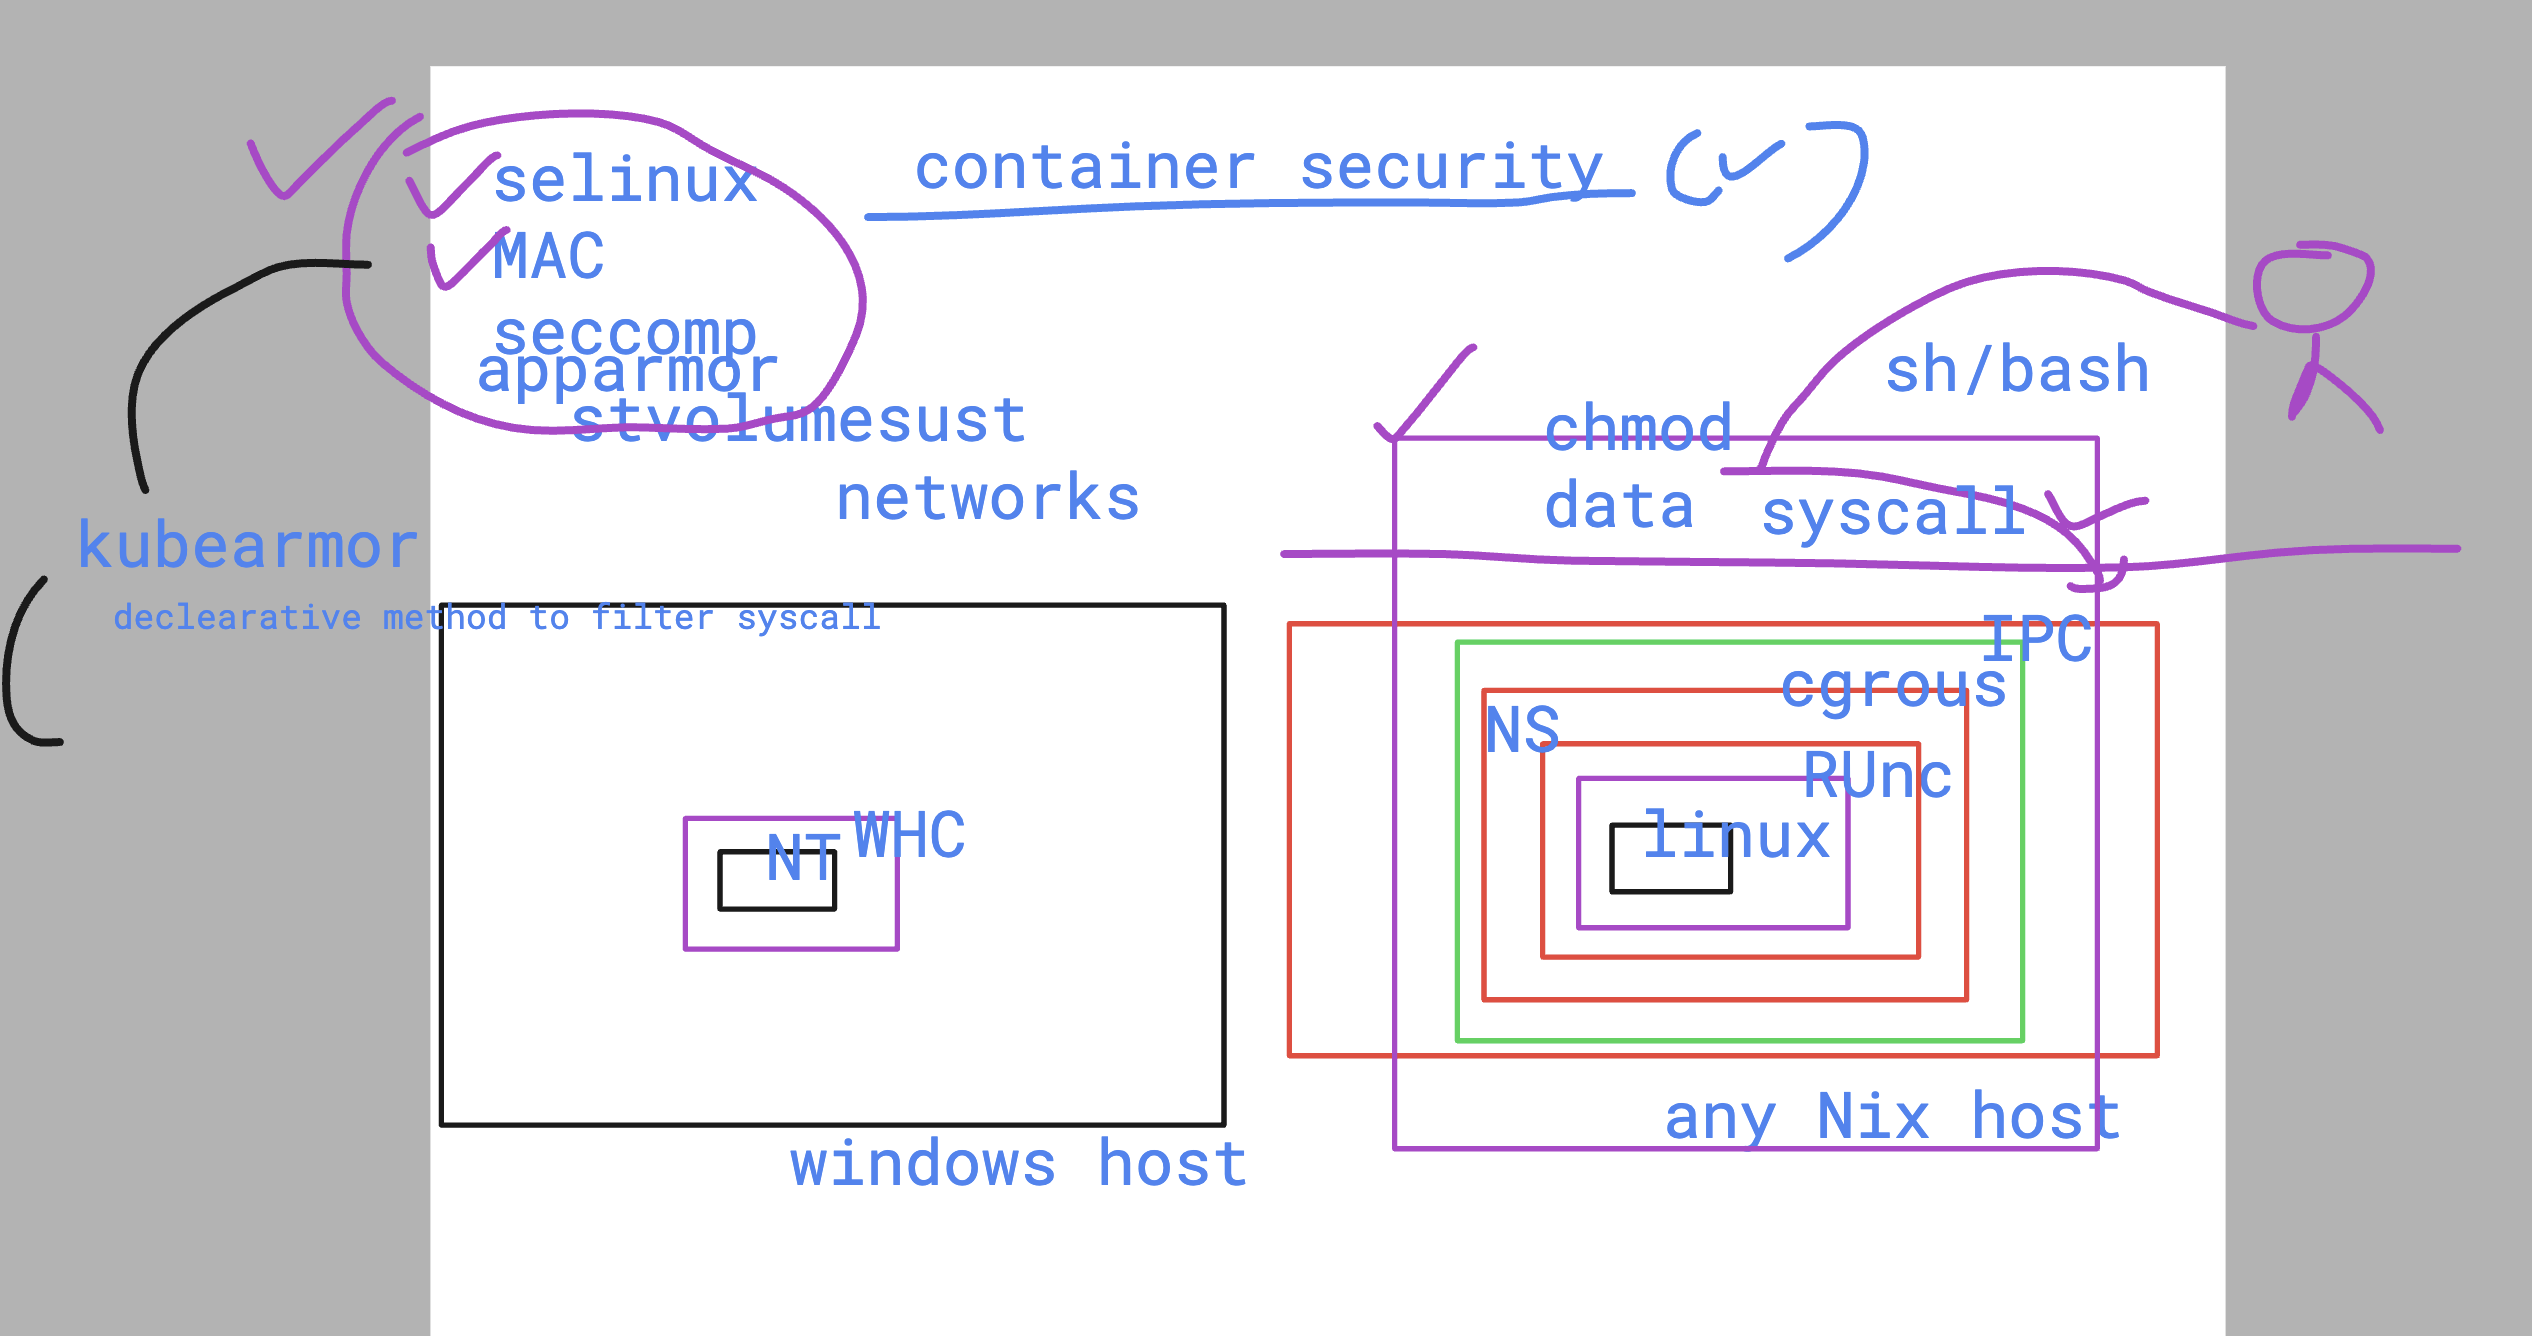 container security
selinux
MAC
seccomp
apparmor
stvolumesust
networks
sh/bash
chmod
data
syscall
kubearmor
declearative method to filter syscall
IPC
cgrous
NS
RUnc
linux
WHC
NT
any Nix host
windows host